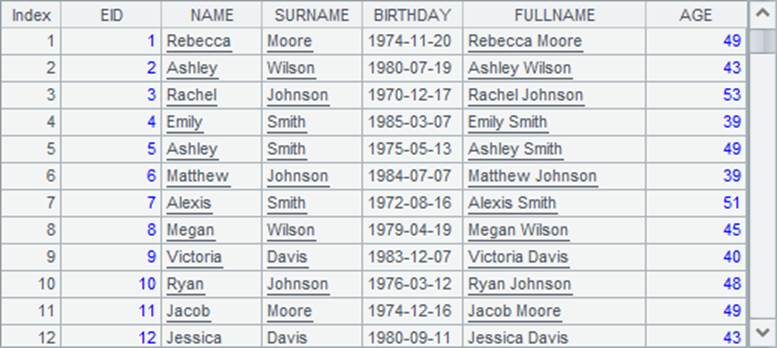 Index EID NAME SURNAME BIRTHDAY FULLNAME AGE
1 1 Rebecca Moore 1974-11-20 Rebecca Moore 49
2 2 Ashley Wilson 1980-07-19 Ashley Wilson 43
3 3 Rachel Johnson 1970-12-17 Rachel Johnson 53
4 4 Emily Smith 1985-03-07 Emily Smith 39
5 5 Ashley Smith 1975-05-13 Ashley Smith 49
6 6 Matthew Johnson 1984-07-07 Matthew Johnson 39
7 7 Alexis Smith 1972-08-16 Alexis Smith 51
8 8 Megan Wilson 1979-04-19 Megan Wilson 45
9 9 Victoria Davis 1983-12-07 Victoria Davis 40
10 10 Ryan Johnson 1976-03-12 Ryan Johnson 48
11 11 Jacob Moore 1974-12-16 Jacob Moore 49
12 12 Jessica Davis 1980-09-11 Jessica Davis 43